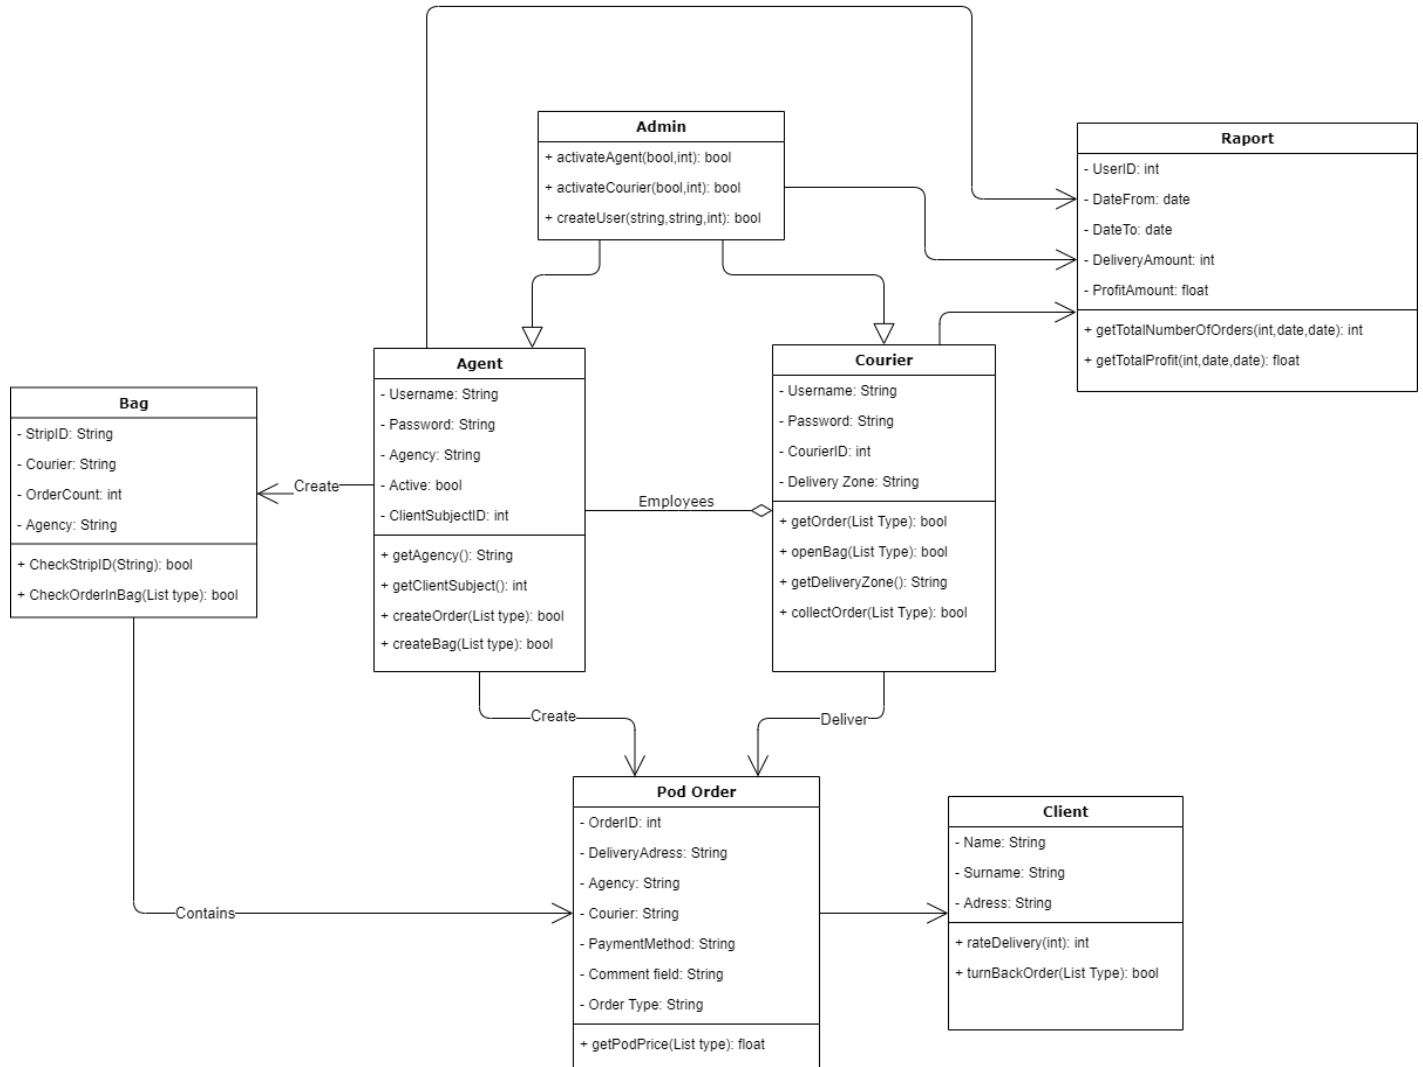 Admin
+ activateAgent(bool,int): bool
+ activateCourier(bool,int): bool
+ createUser(string,string,int): bool
Raport
- UserID: int
- DateFrom: date
- DateTo: date
- DeliveryAmount: int
- ProfitAmount: float
+ getTotalNumberOfOrders(int,date,date): int
+ getTotalProfit(int,date,date): float
Agent
- Username: String
- Password: String
- Agency: String
- Active: bool
- ClientSubjectID: int
+ getAgency(): String
+ getClientSubject(): int
+ createOrder(List type): bool
+ createBag(List type): bool
Courier
- Username: String
- Password: String
- CourierID: int
- Delivery Zone: String
+ getOrder(List Type): bool
+ openBag(List Type): bool
+ getDeliveryZone(): String
+ collectOrder(List Type): bool
Bag
- StripID: String
- Courier: String
- OrderCount: int
- Agency: String
+ CheckStripID(String): bool
+ CheckOrderInBag(List type): bool
Create
Employees
Create
Deliver
Contains
Pod Order
- OrderID: int
- DeliveryAdress: String
- Agency: String
- Courier: String
- PaymentMethod: String
- Comment field: String
- Order Type: String
+ getPodPrice(List type): float
Client
- Name: String
- Surname: String
- Adress: String
+ rateDelivery(int): int
+ turnBackOrder(List Type): bool